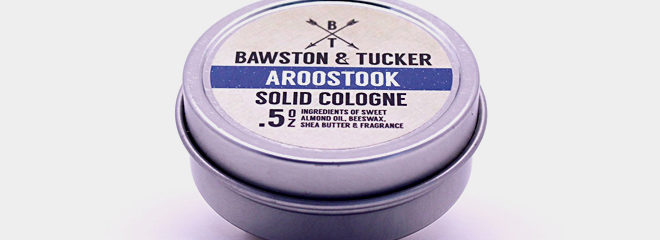 B
T
BAWSTON & TUCKER
AROOSTOOK
SOLID COLOGNE
.5 OZ
INGREDIENTS OF SWEET
ALMOND OIL, BEESWAX,
SHEA BUTTER & FRAGRANCE